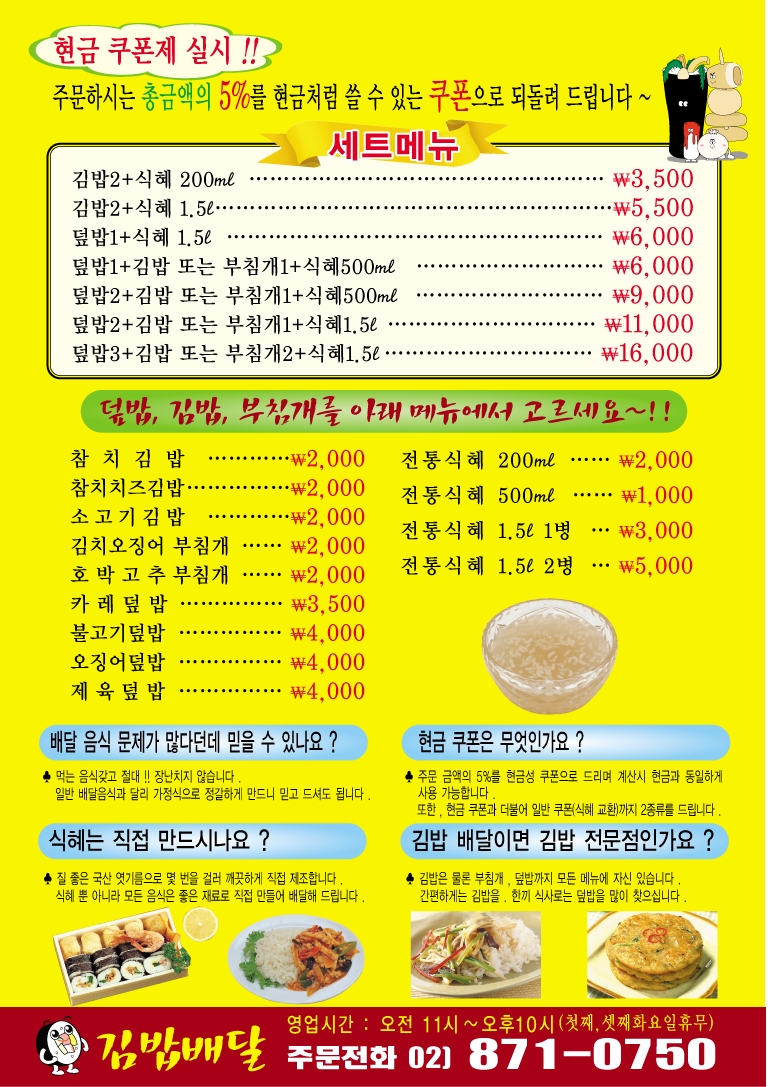 현금 쿠폰제 실시 !!
주문하시는 총금액의 5%를 현금처럼 쓸 수 있는 쿠폰으로 되돌려 드립니다 ~
세트메뉴
김밥2+식혜 200㎖ ················ ₩3,500
김밥2+식혜 1.5ℓ ················ ₩5,500
덮밥1+식혜 1.5ℓ ················ ₩6,000
덮밥1+김밥 또는 부침개1+식혜500㎖ ················ ₩6,000
덮밥2+김밥 또는 부침개1+식혜500㎖ ················ ₩9,000
덮밥2+김밥 또는 부침개1+식혜1.5ℓ ················ ₩11,000
덮밥3+김밥 또는 부침개2+식혜1.5ℓ ················ ₩16,000
덮밥, 김밥, 부침개를 아래 메뉴에서 고르세요~!!
참 치 김 밥 ············ ₩2,000
참치치즈김밥 ············ ₩2,000
소고기김밥 ············ ₩2,000
김치오징어 부침개 ······ ₩2,000
호박고추부침개 ······ ₩2,000
카레덮밥 ············ ₩3,500
불고기덮밥 ············ ₩4,000
오징어덮밥 ············ ₩4,000
제육덮밥 ············ ₩4,000
전통식혜 200㎖ ······ ₩2,000
전통식혜 500㎖ ······ ₩1,000
전통식혜 1.5ℓ 1병 ··· ₩3,000
전통식혜 1.5ℓ 2병 ··· ₩5,000
배달 음식 문제가 많다던데 믿을 수 있나요 ?
♣ 먹는 음식갖고 절대 !! 장난치지 않습니다 .
일반 배달음식과 달리 가정식으로 정갈하게 만드니 믿고 드셔도 됩니다 .
현금 쿠폰은 무엇인가요 ?
♣ 주문 금액의 5%를 현금성 쿠폰으로 드리며 계산시 현금과 동일하게
사용 가능합니다 .
또한 , 현금 쿠폰과 더불어 일반 쿠폰(식혜 교환)까지 2종류를 드립니다 .
식혜는 직접 만드시나요 ?
♣ 질 좋은 국산 엿기름으로 몇 번을 걸러 깨끗하게 직접 제조합니다 .
식혜 뿐 아니라 모든 음식은 좋은 재료로 직접 만들어 배달해 드립니다 .
김밥 배달이면 김밥 전문점인가요 ?
♣ 김밥은 물론 부침개 , 덮밥까지 모든 메뉴에 자신 있습니다 .
간편하게는 김밥을 . 한끼 식사로는 덮밥을 많이 찾으십니다 .
김밥배달
영업시간 : 오전 11시~오후10시(첫째,셋째화요일휴무)
주문전화 02) 871-0750